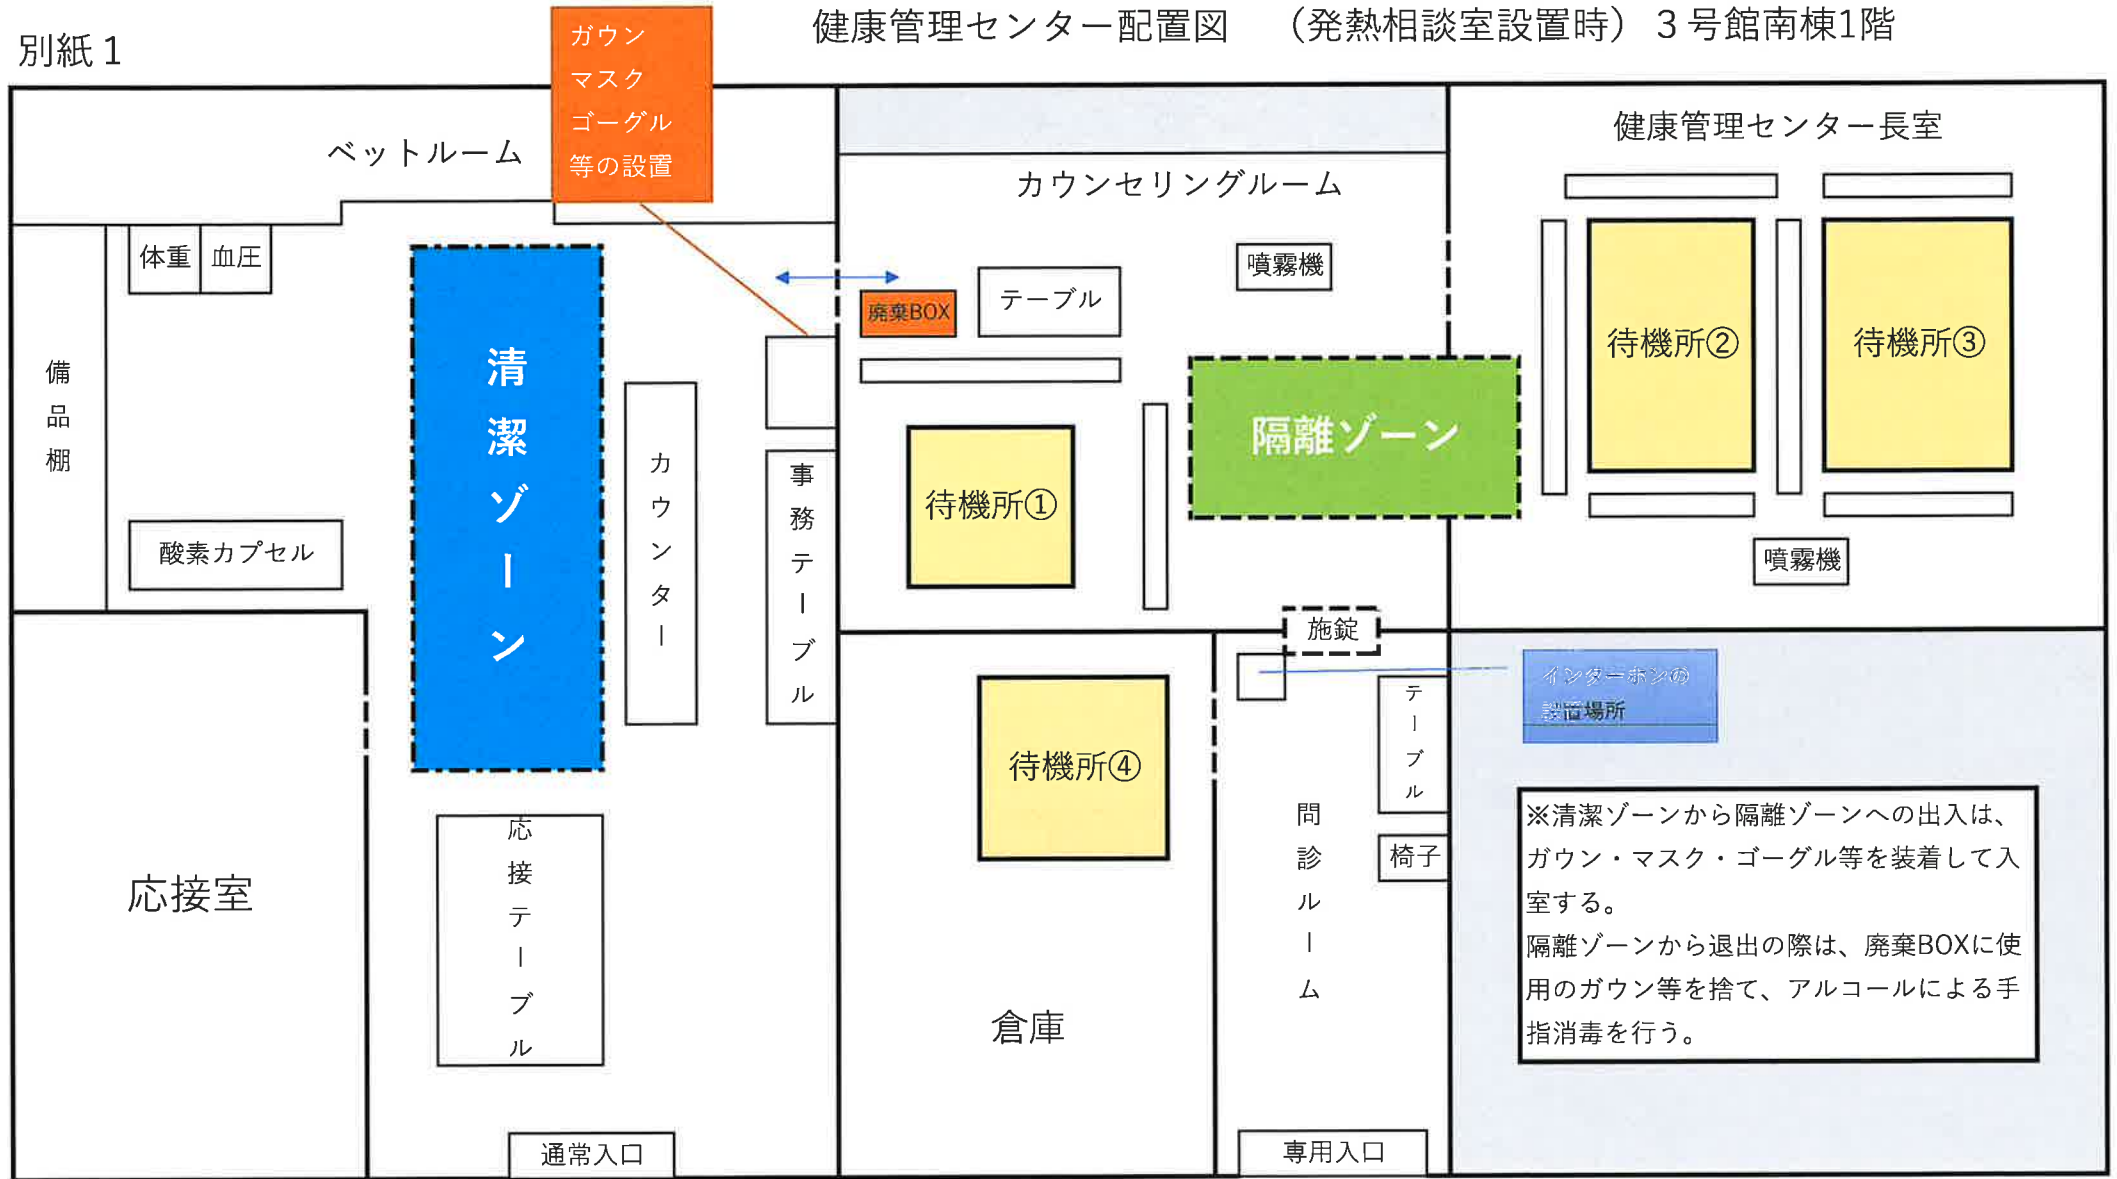 別紙１
健康管理センター配置図　（発熱相談室設置時）３号館南棟1階
ガウン
マスク
ゴーグル
等の設置
ベットルーム
体重
血圧
備品棚
清潔ゾーン
カウンター
事務テーブル
酸素カプセル
応接室
応接テーブル
通常入口
カウンセリングルーム
噴霧機
廃棄BOX
テーブル
待機所①
隔離ゾーン
健康管理センター長室
待機所②
待機所③
噴霧機
施錠
待機所④
倉庫
テーブル
椅子
問診ルーム
専用入口
インターホンの
設置場所
※清潔ゾーンから隔離ゾーンへの出入は、
ガウン・マスク・ゴーグル等を装着して入
室する。
隔離ゾーンから退出の際は、廃棄BOXに使
用のガウン等を捨て、アルコールによる手
指消毒を行う。